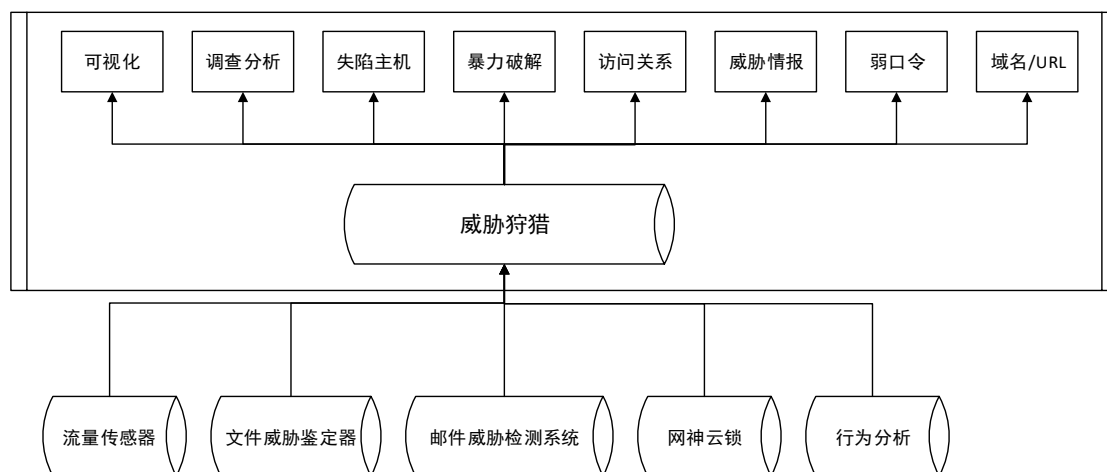 可视化
调查分析
失陷主机
暴力破解
访问关系
威胁情报
弱口令
域名/URL
威胁狩猎
流量传感器
文件威胁鉴定器
邮件威胁检测系统
网神云锁
行为分析